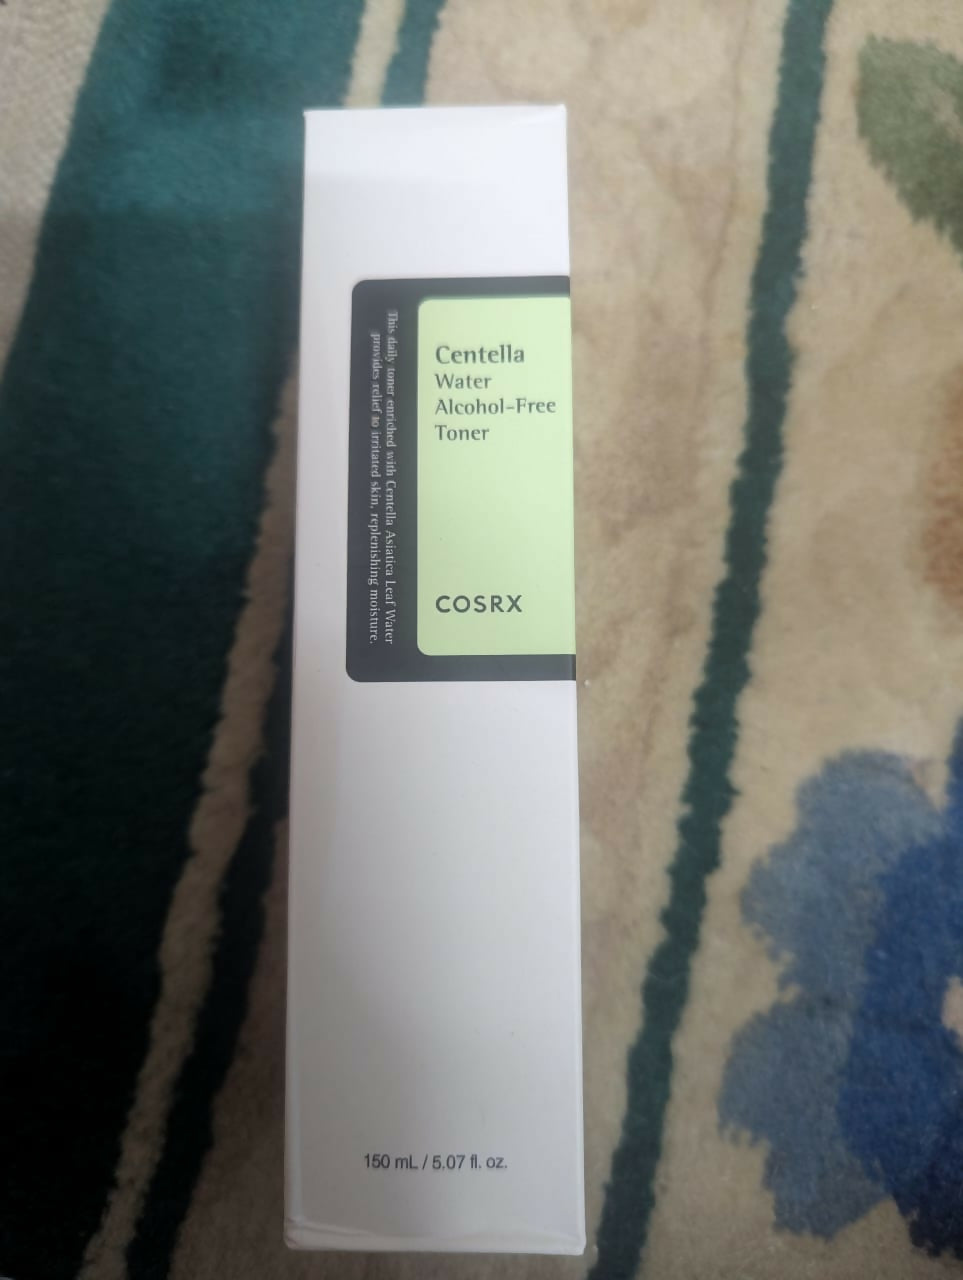 Centella
Water
Alcohol-Free
Toner
COSRX
This daily toner enriched with Centella Asiatica Leaf Water
provides relief to irritated skin, replenishing moisture.
150 mL / 5.07 fl. oz.